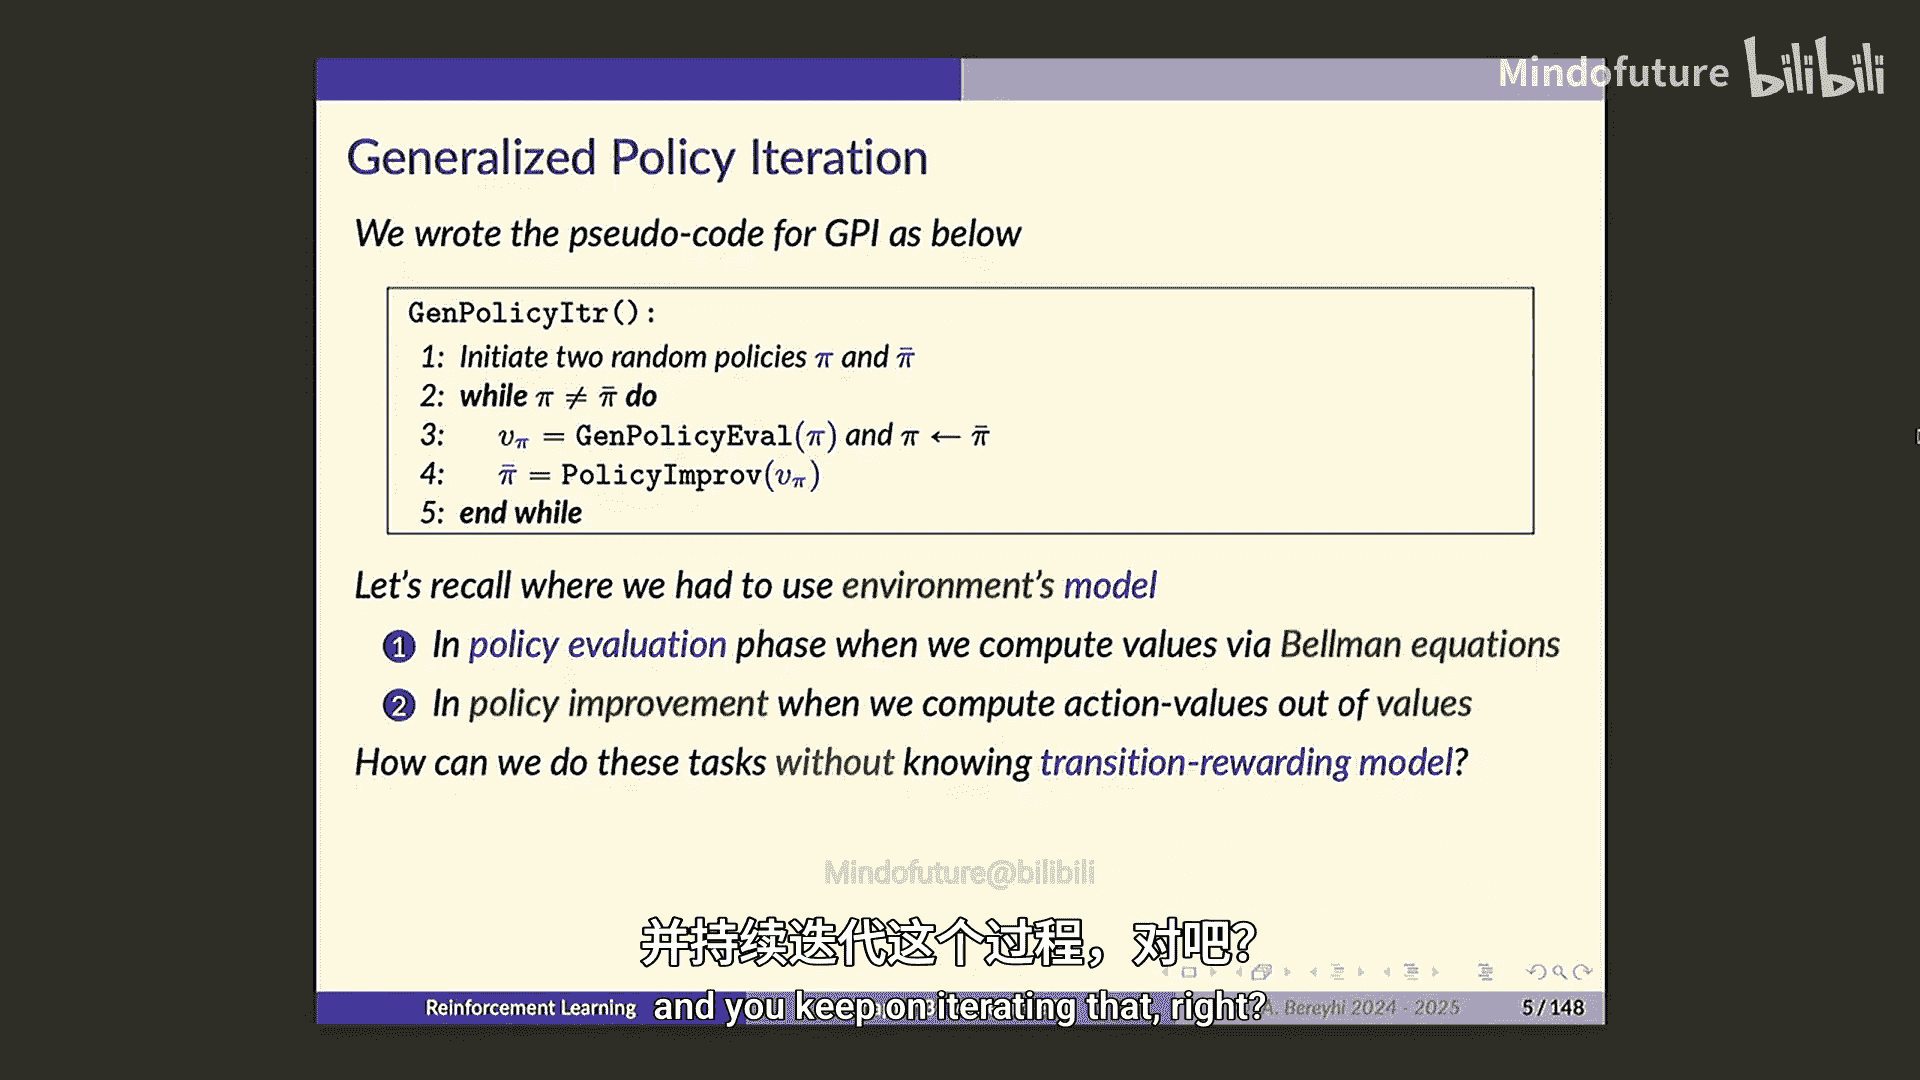 Mindofuture bilibili
Generalized Policy Iteration
We wrote the pseudo-code for GPI as below
GenPolicyItr():
1: Initiate two random policies π and π̄
2: while π ≠ π̄ do
3: vπ = GenPolicyEval(π) and π ← π̄
4: π̄ = PolicyImprov(vπ)
5: end while
Let's recall where we had to use environment's model
1 In policy evaluation phase when we compute values via Bellman equations
2 In policy improvement when we compute action-values out of values
How can we do these tasks without knowing transition-rewarding model?
Mindofuture@bilibili
并持续迭代这个过程，对吧？
and you keep on iterating that, right?
Reinforcement Learning
A. Bereyhi 2024 - 2025
5 / 148